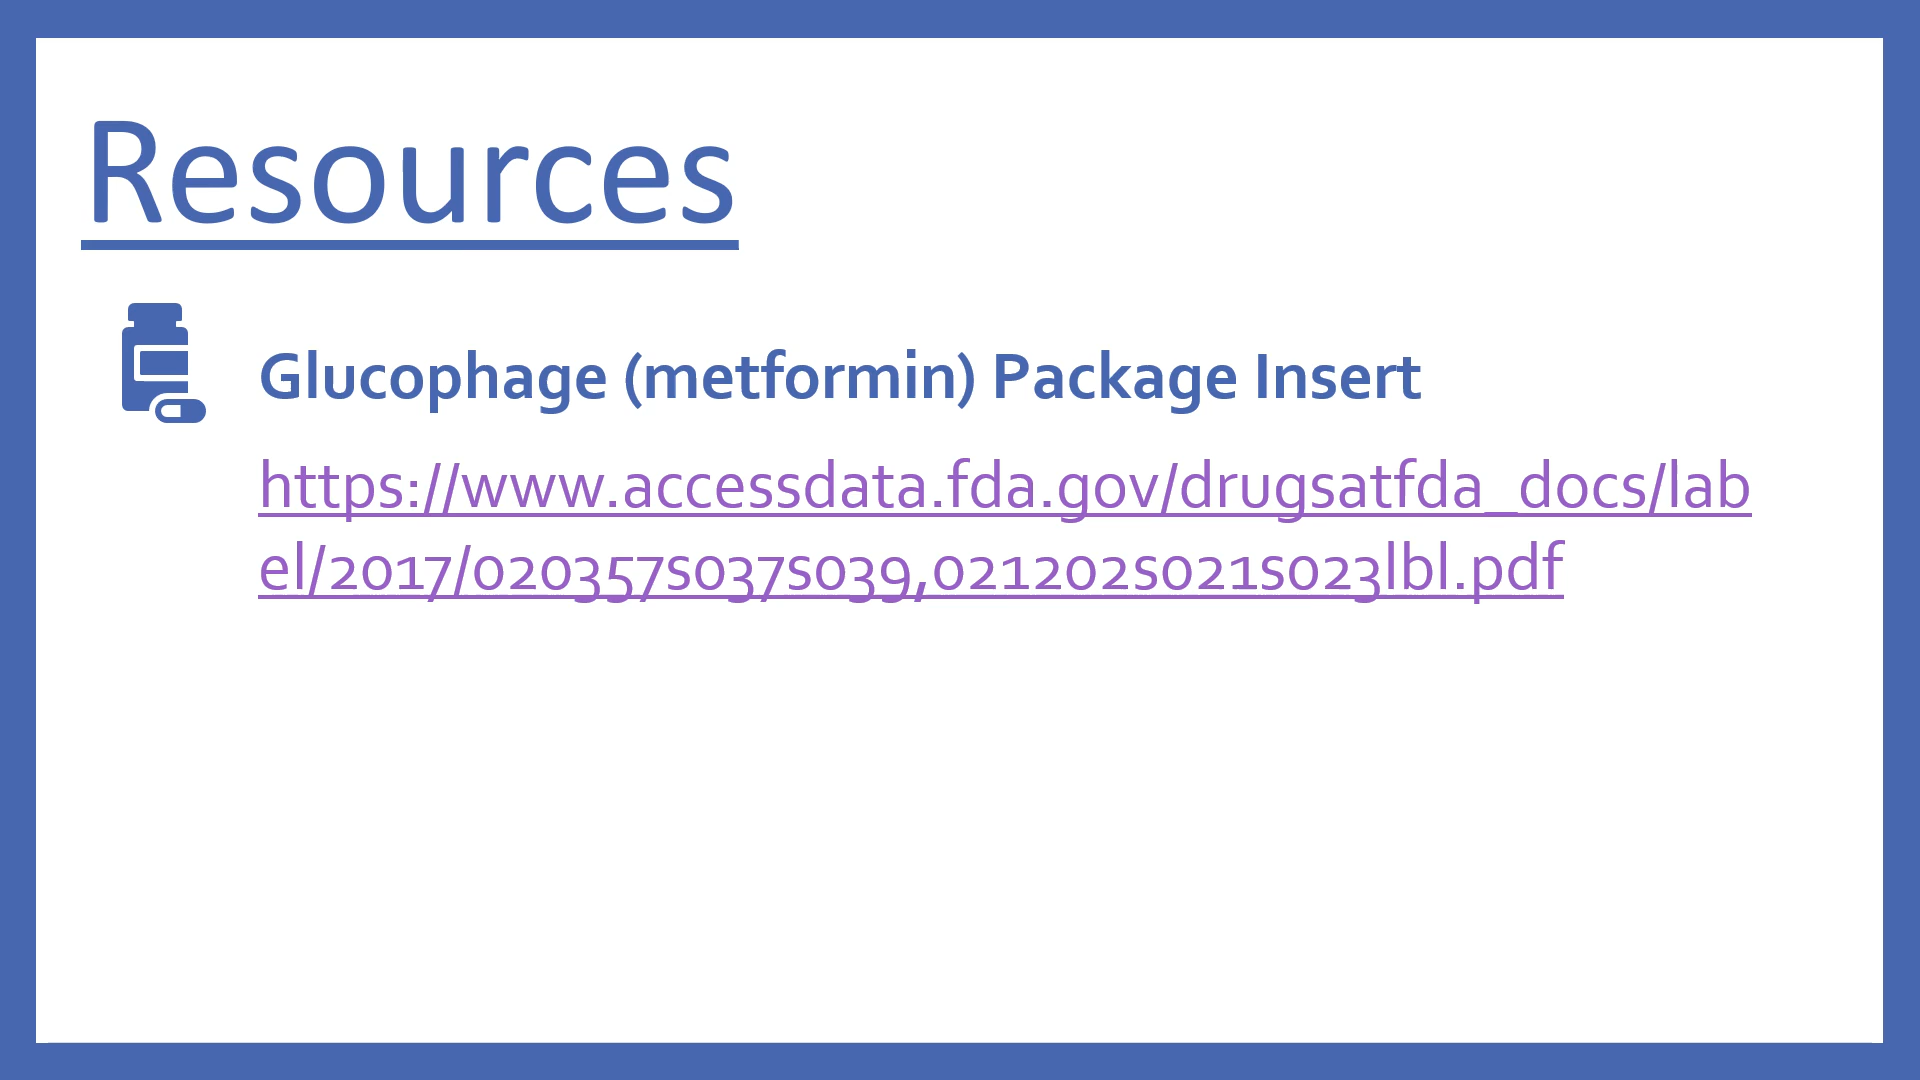 Resources
Glucophage (metformin) Package Insert
https://www.accessdata.fda.gov/drugsatfda_docs/lab
el/2017/020357s037s039,021202s021s023lbl.pdf